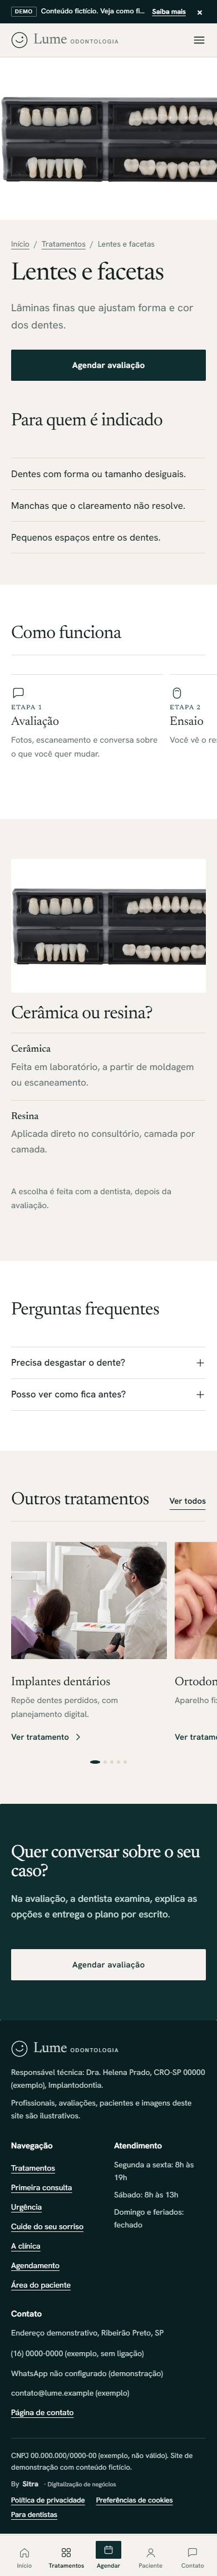 DEMO Conteúdo fictício. Veja como fi... Saiba mais ×
Lume ODONTOLOGIA
Início / Tratamentos / Lentes e facetas
Lentes e facetas
Lâminas finas que ajustam forma e cor
dos dentes.
Agendar avaliação
Para quem é indicado
Dentes com forma ou tamanho desiguais.
Manchas que o clareamento não resolve.
Pequenos espaços entre os dentes.
Como funciona
ETAPA 1
Avaliação
Fotos, escaneamento e conversa sobre
o que você quer mudar.
ETAPA 2
Ensaio
Você vê o res
Cerâmica ou resina?
Cerâmica
Feita em laboratório, a partir de moldagem
ou escaneamento.
Resina
Aplicada direto no consultório, camada por
camada.
A escolha é feita com a dentista, depois da
avaliação.
Perguntas frequentes
Precisa desgastar o dente?
Posso ver como fica antes?
Outros tratamentos
Ver todos
Implantes dentários
Repõe dentes perdidos, com
planejamento digital.
Ver tratamento
Ortodon
Aparelho fix
Ver tratame
Quer conversar sobre o seu
caso?
Na avaliação, a dentista examina, explica as
opções e entrega o plano por escrito.
Agendar avaliação
Lume ODONTOLOGIA
Responsável técnica: Dra. Helena Prado, CRO-SP 00000
(exemplo), Implantodontia.
Profissionais, avaliações, pacientes e imagens deste
site são ilustrativos.
Navegação
Tratamentos
Primeira consulta
Urgência
Cuide do seu sorriso
A clínica
Agendamento
Área do paciente
Atendimento
Segunda a sexta: 8h às
19h
Sábado: 8h às 13h
Domingo e feriados:
fechado
Contato
Endereço demonstrativo, Ribeirão Preto, SP
(16) 0000-0000 (exemplo, sem ligação)
WhatsApp não configurado (demonstração)
contato@lume.example (exemplo)
Página de contato
CNPJ 00.000.000/0000-00 (exemplo, não válido). Site de
demonstração com conteúdo fictício.
By Sitra · Digitalização de negócios
Política de privacidade Preferências de cookies
Para dentistas
Início
Tratamentos
Agendar
Paciente
Contato